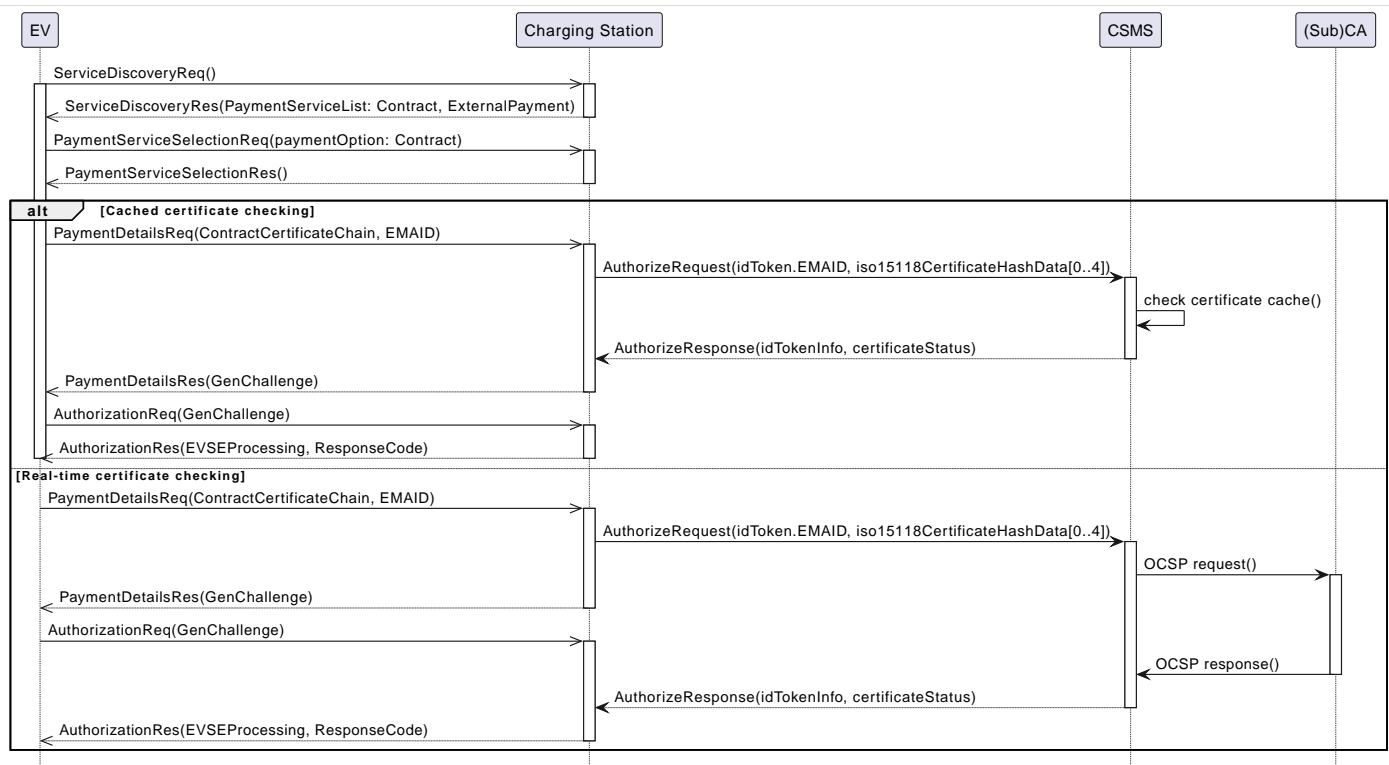 EV
Charging Station
CSMS
(Sub)CA
ServiceDiscoveryReq()
ServiceDiscoveryRes(PaymentServiceList: Contract, ExternalPayment)
PaymentServiceSelectionReq(paymentOption: Contract)
PaymentServiceSelectionRes()
alt
[Cached certificate checking]
PaymentDetailsReq(ContractCertificateChain, EMAID)
AuthorizeRequest(idToken.EMAID, iso15118CertificateHashData[0..4])
check certificate cache()
AuthorizeResponse(idTokenInfo, certificateStatus)
PaymentDetailsRes(GenChallenge)
AuthorizationReq(GenChallenge)
AuthorizationRes(EVSEProcessing, ResponseCode)
[Real-time certificate checking]
PaymentDetailsReq(ContractCertificateChain, EMAID)
AuthorizeRequest(idToken.EMAID, iso15118CertificateHashData[0..4])
OCSP request()
PaymentDetailsRes(GenChallenge)
AuthorizationReq(GenChallenge)
OCSP response()
AuthorizeResponse(idTokenInfo, certificateStatus)
AuthorizationRes(EVSEProcessing, ResponseCode)